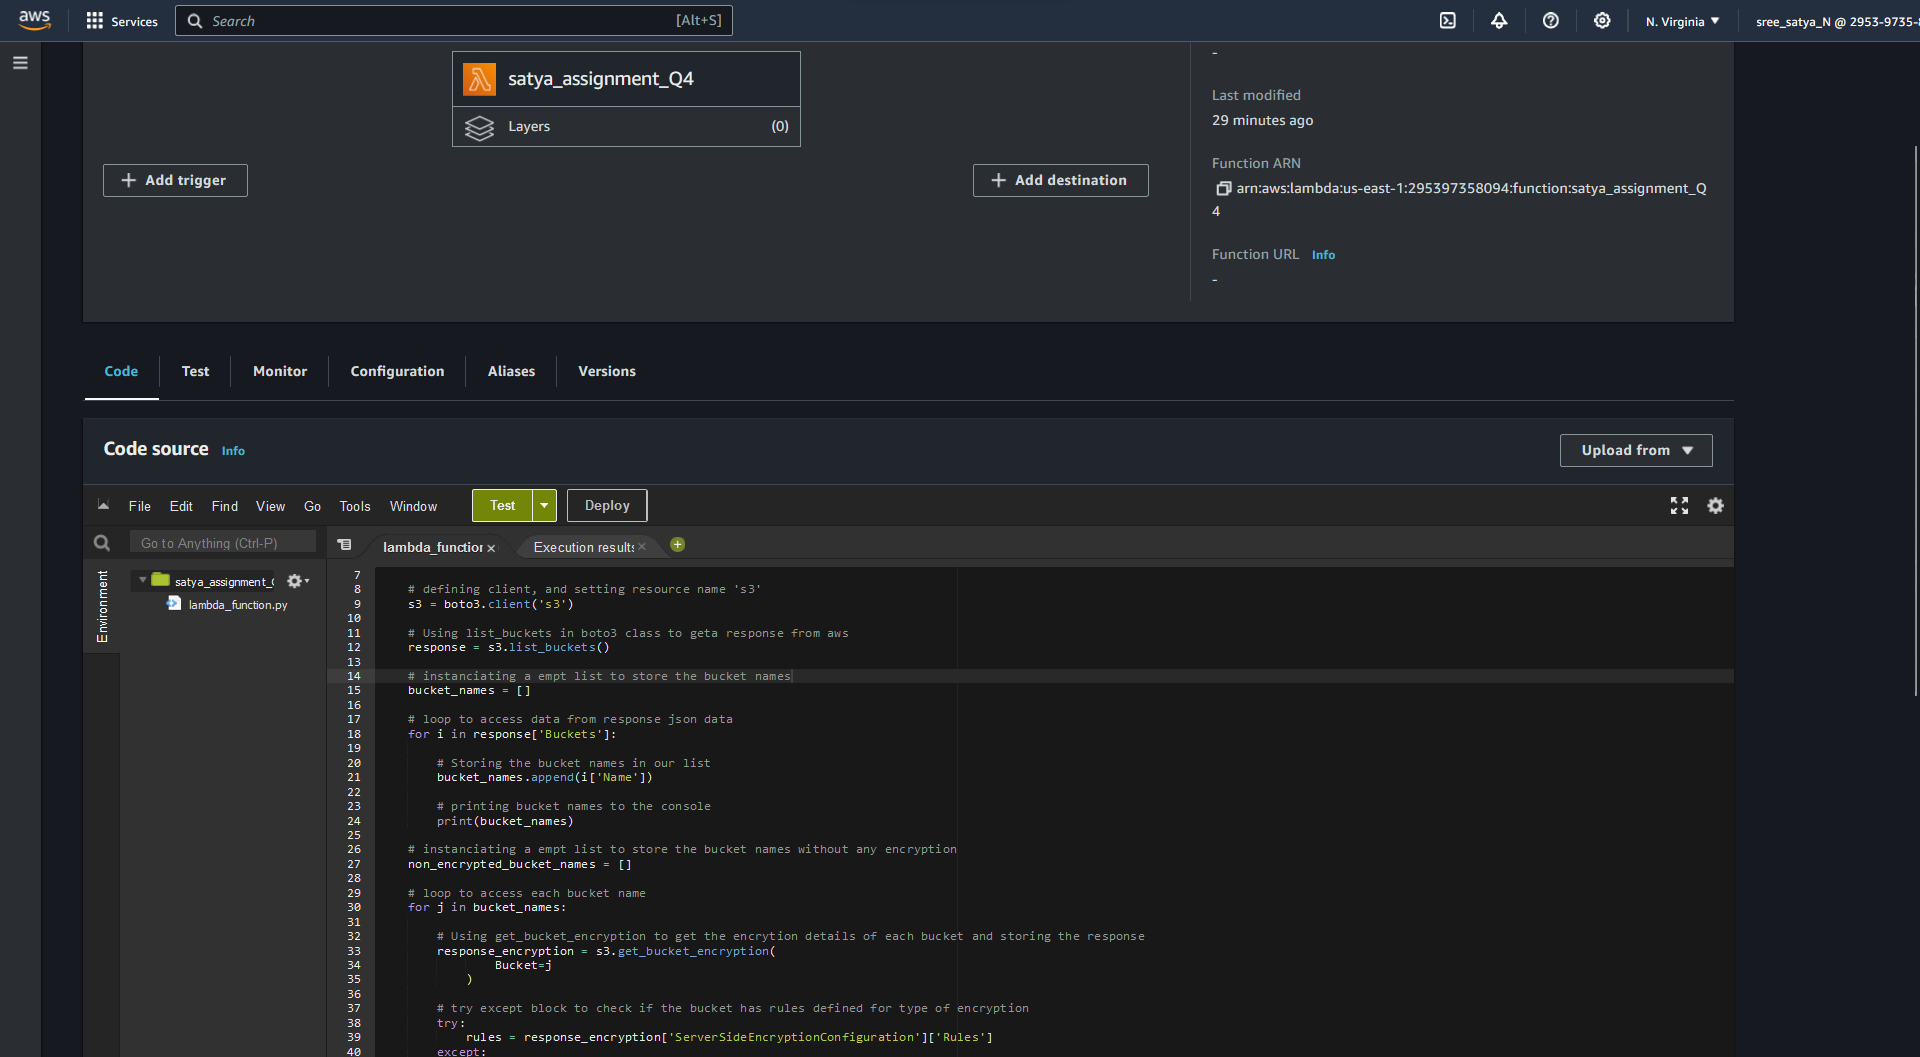 aws
Services
Search
[Alt+S]
N. Virginia
sree_satya_N @ 2953-9735-
satya_assignment_Q4
Layers
(0)
Add trigger
Add destination
-
Last modified
29 minutes ago
Function ARN
arn:aws:lambda:us-east-1:295397358094:function:satya_assignment_Q
4
Function URL Info
-
Code
Test
Monitor
Configuration
Aliases
Versions
Code source Info
Upload from
File Edit Find View Go Tools Window
Test
Deploy
Go to Anything (Ctrl-P)
lambda_function
Execution results
Environment
satya_assignment_
lambda_function.py
7
8 # defining client, and setting resource name 's3'
9 s3 = boto3.client('s3')
10
11 # Using list_buckets in boto3 class to geta response from aws
12 response = s3.list_buckets()
13
14 # instanciating a empt list to store the bucket names
15 bucket_names = []
16
17 # loop to access data from response json data
18 for i in response['Buckets']:
19
20 # Storing the bucket names in our list
21 bucket_names.append(i['Name'])
22
23 # printing bucket names to the console
24 print(bucket_names)
25
26 # instanciating a empt list to store the bucket names without any encryption
27 non_encrypted_bucket_names = []
28
29 # loop to access each bucket name
30 for j in bucket_names:
31
32 # Using get_bucket_encryption to get the encrytion details of each bucket and storing the response
33 response_encryption = s3.get_bucket_encryption(
34 Bucket=j
35 )
36
37 # try except block to check if the bucket has rules defined for type of encryption
38 try:
39 rules = response_encryption['ServerSideEncryptionConfiguration']['Rules']
40 except: